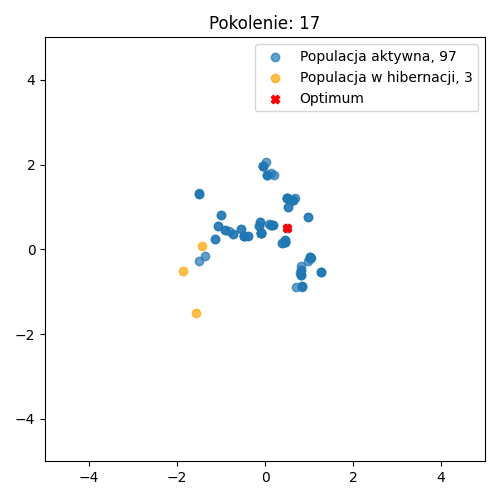 Pokolenie: 17
Populacja aktywna, 97
Populacja w hibernacji, 3
Optimum
4
2
0
−2
−4
−4
−2
0
2
4